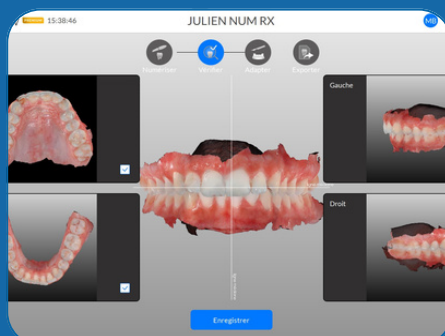 15:38:46
JULIEN NUM RX
MB
Numériser
Vérifier
Adapter
Exporter
Gauche
Droit
Enregistrer